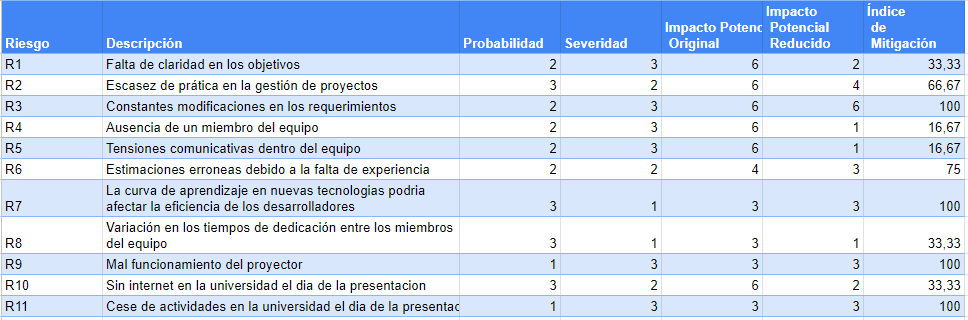 Riesgo Descripción Probabilidad Severidad Impacto Potenc Original Impacto Potencial Reducido Índice de Mitigación
R1 Falta de claridad en los objetivos 2 3 6 2 33,33
R2 Escasez de prática en la gestión de proyectos 3 2 6 4 66,67
R3 Constantes modificaciones en los requerimientos 2 3 6 6 100
R4 Ausencia de un miembro del equipo 2 3 6 1 16,67
R5 Tensiones comunicativas dentro del equipo 2 3 6 1 16,67
R6 Estimaciones erroneas debido a la falta de experiencia 2 2 4 3 75
R7 La curva de aprendizaje en nuevas tecnologias podria
afectar la eficiencia de los desarrolladores 3 1 3 3 100
R8 Variación en los tiempos de dedicación entre los miembros
del equipo 3 1 3 1 33,33
R9 Mal funcionamiento del proyector 1 3 3 3 100
R10 Sin internet en la universidad el dia de la presentacion 3 2 6 2 33,33
R11 Cese de actividades en la universidad el dia de la presentac 1 3 3 3 100